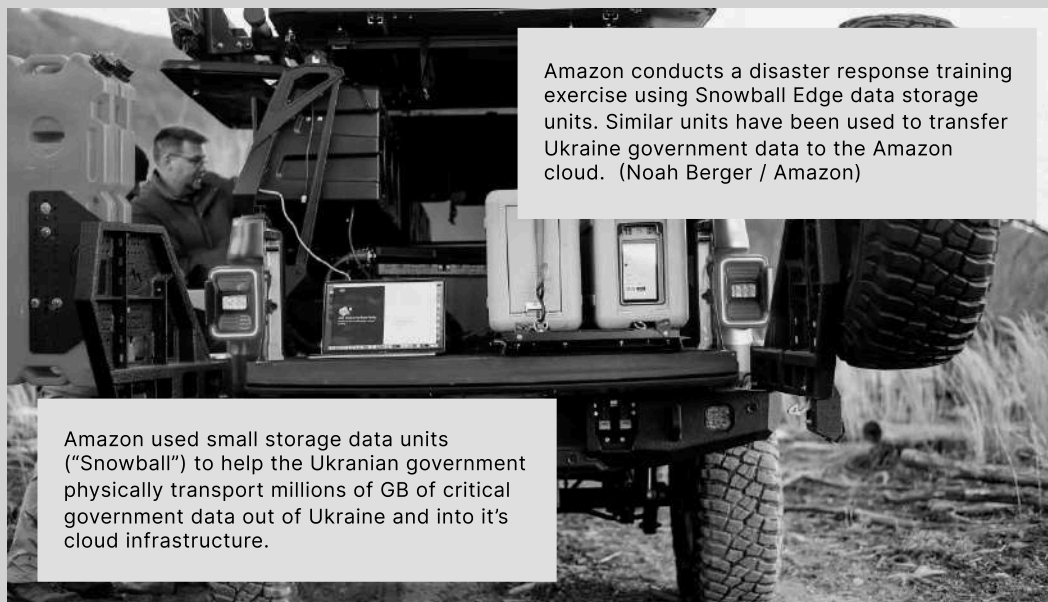 Amazon conducts a disaster response training
exercise using Snowball Edge data storage
units. Similar units have been used to transfer
Ukraine government data to the Amazon
cloud.  (Noah Berger / Amazon)
Amazon used small storage data units
(“Snowball”) to help the Ukranian government
physically transport millions of GB of critical
government data out of Ukraine and into it’s
cloud infrastructure.